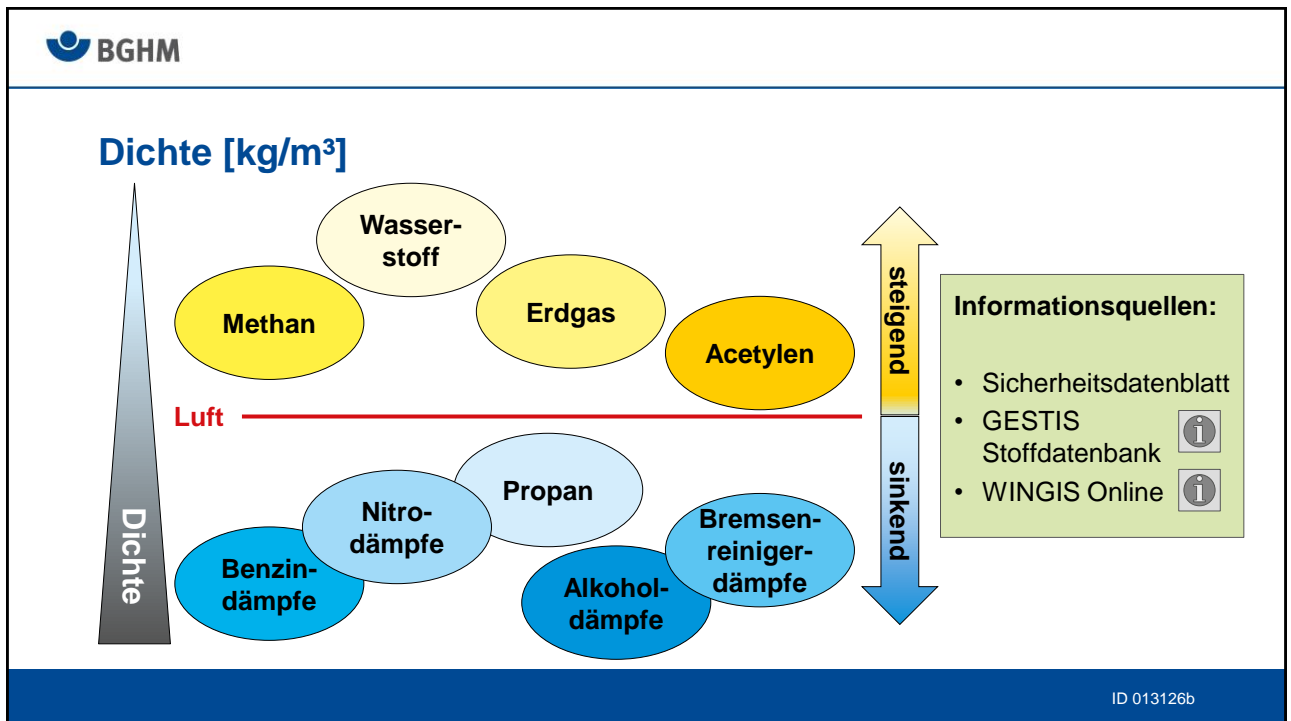 BGHM
Dichte [kg/m³]
Wasser-
stoff
Methan
Erdgas
Acetylen
Luft
steigend
sinkend
Dichte
Propan
Nitro-
dämpfe
Benzin-
dämpfe
Alkohol-
dämpfe
Bremsen-
reiniger-
dämpfe
Informationsquellen:
• Sicherheitsdatenblatt
• GESTIS
Stoffdatenbank
• WINGIS Online
ID 013126b